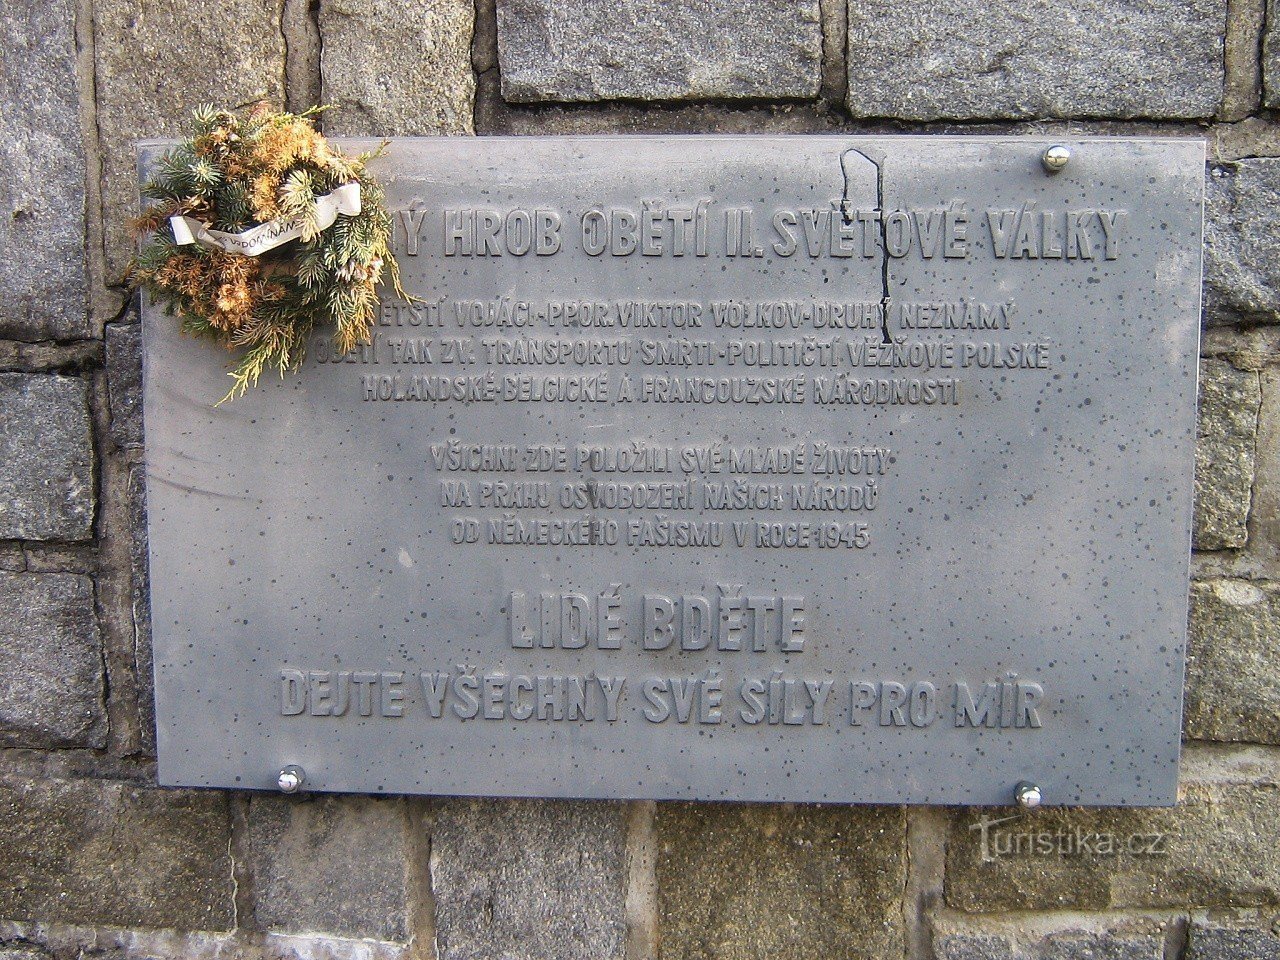 VZPOMÍNÁM
HROB OBĚTÍ II. SVĚTOVÉ VÁLKY
VOJÁCI-PPOR. VIKTOR VOLKOV-DRUHÝ NEZNÁMÝ
OBĚTÍ TAK ZV. TRANSPORTU SMRTI-POLITIČTÍ VĚZŇOVÉ POLSKÉ
HOLANDSKÉ-BELGICKÉ A FRANCOUZSKÉ NÁRODNOSTI
VŠICHNI ZDE POLOŽILI SVÉ MLADÉ ŽIVOTY
NA PRAHU OSVOBOZENÍ NAŠICH NÁRODŮ
OD NĚMECKÉHO FAŠISMU V ROCE 1945
LIDÉ BDĚTE
DEJTE VŠECHNY SVÉ SÍLY PRO MÍR
Turistika.cz